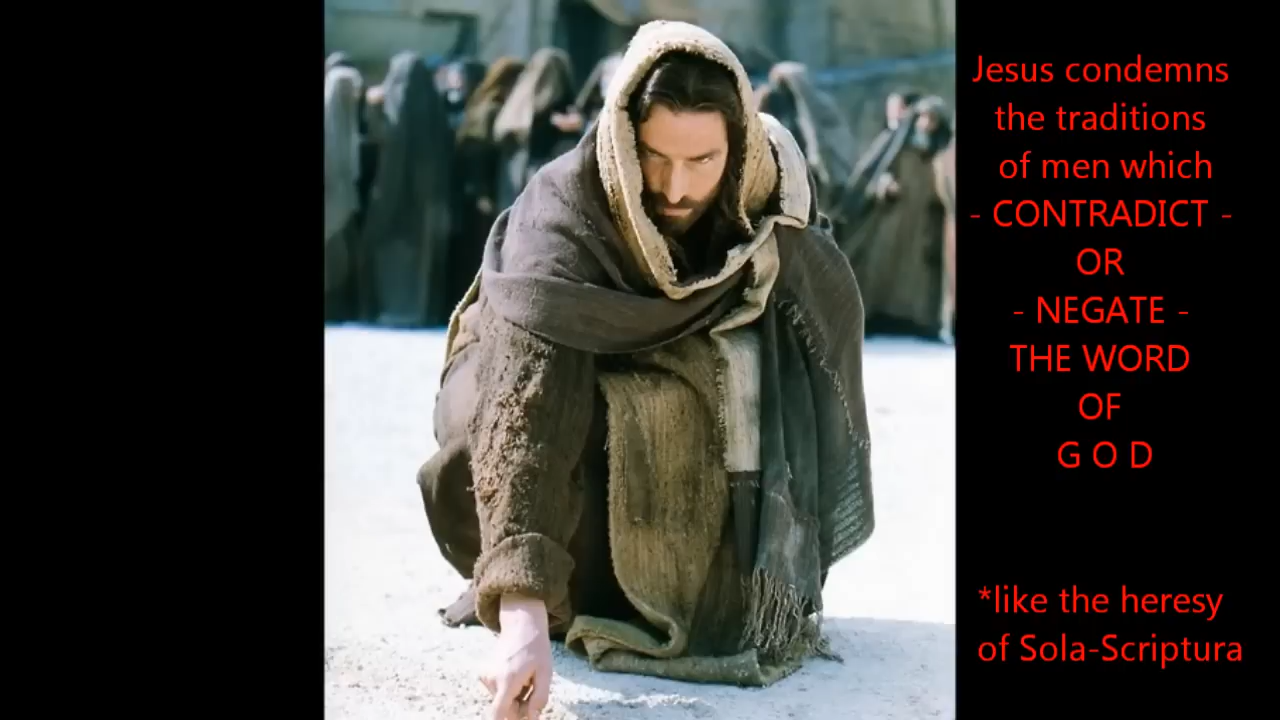 Jesus condemns
the traditions
of men which
- CONTRADICT -
OR
- NEGATE -
THE WORD
OF
G O D
*like the heresy
of Sola-Scriptura